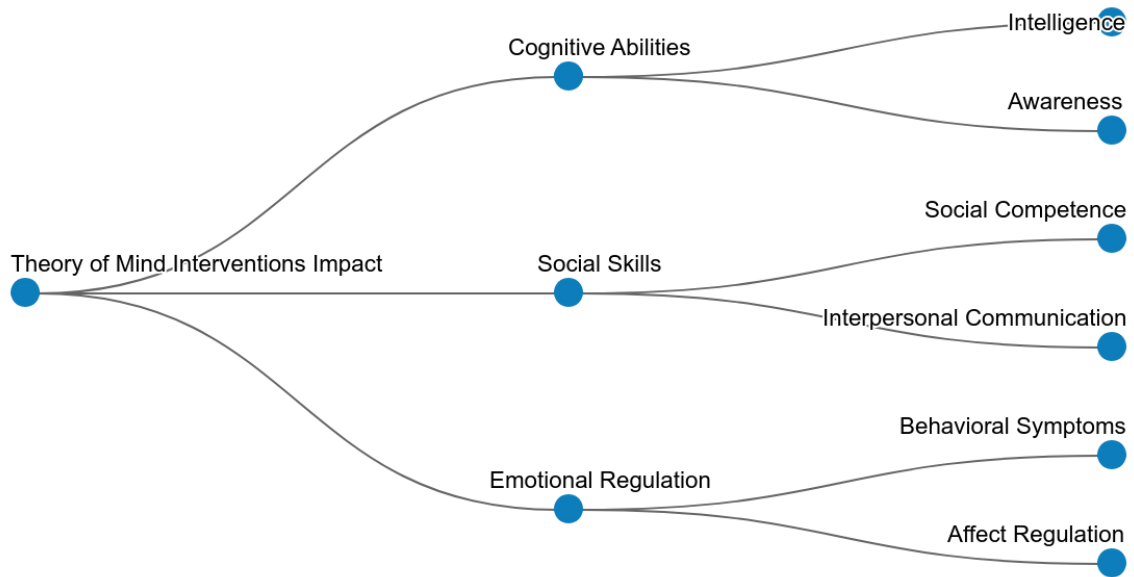 Intelligence
Cognitive Abilities
Awareness
Social Competence
Theory of Mind Interventions Impact
Social Skills
Interpersonal Communication
Behavioral Symptoms
Emotional Regulation
Affect Regulation